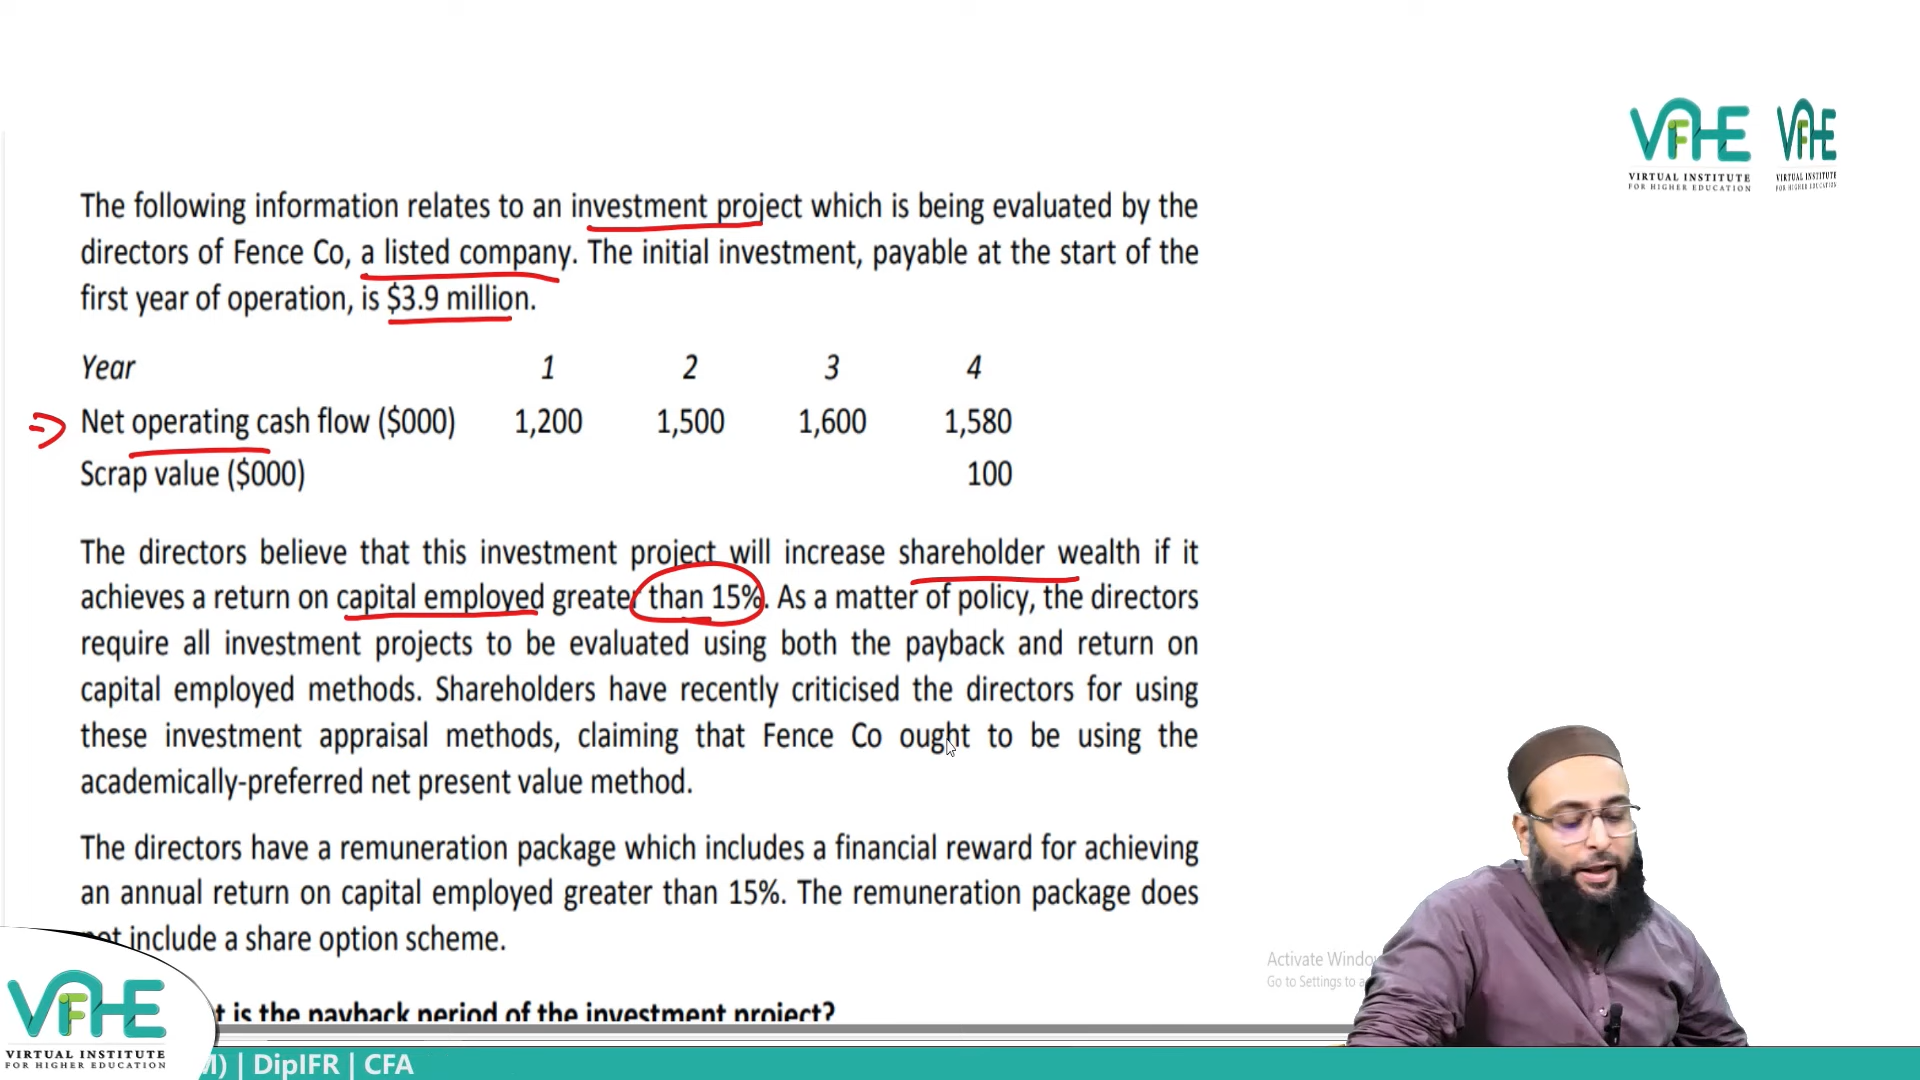 VFHE VFHE
VIRTUAL INSTITUTE VIRTUAL INSTITUTE
FOR HIGHER EDUCATION FOR HIGHER EDUCATION
The following information relates to an investment project which is being evaluated by the
directors of Fence Co, a listed company. The initial investment, payable at the start of the
first year of operation, is $3.9 million.
Year 1 2 3 4
Net operating cash flow ($000) 1,200 1,500 1,600 1,580
Scrap value ($000) 100
The directors believe that this investment project will increase shareholder wealth if it
achieves a return on capital employed greater than 15%. As a matter of policy, the directors
require all investment projects to be evaluated using both the payback and return on
capital employed methods. Shareholders have recently criticised the directors for using
these investment appraisal methods, claiming that Fence Co ought to be using the
academically-preferred net present value method.
The directors have a remuneration package which includes a financial reward for achieving
an annual return on capital employed greater than 15%. The remuneration package does
not include a share option scheme.
Activate Windo
Go to Settings to a
t is the payback period of the investment project?
VFHE
VIRTUAL INSTITUTE
FOR HIGHER EDUCATION
M) | DipIFR | CFA